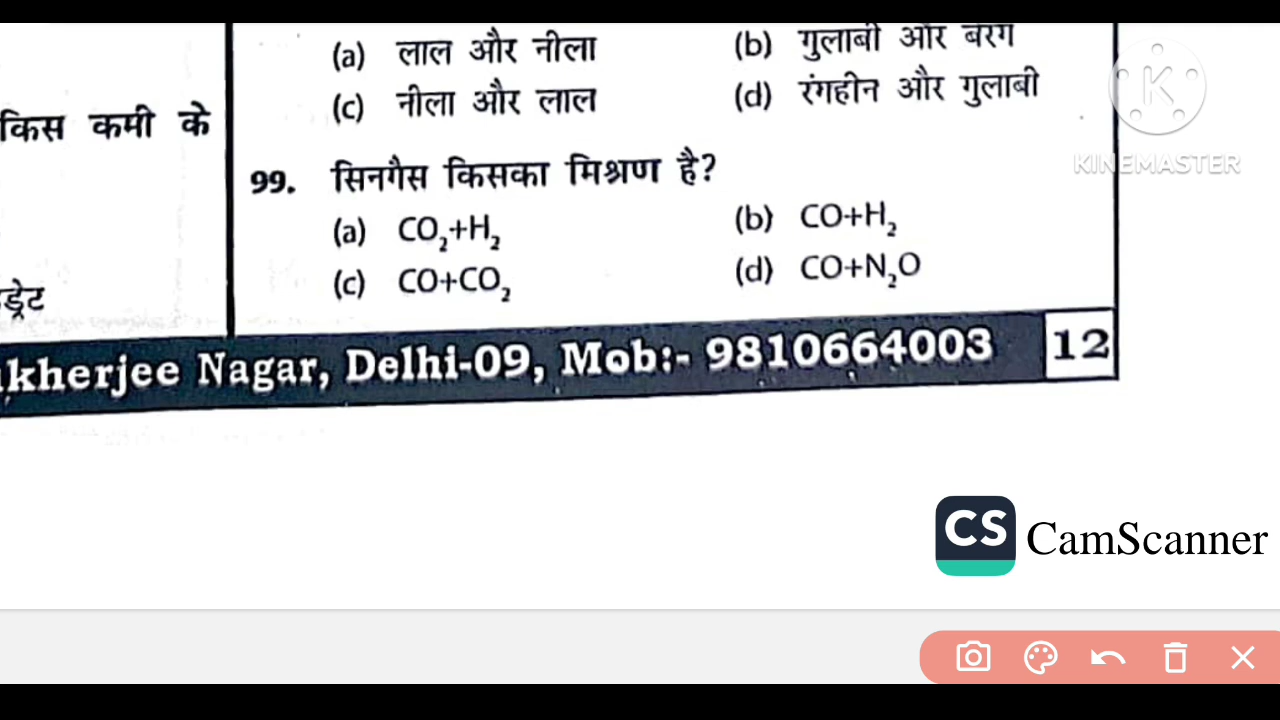 (a) लाल और नीला (b) गुलाबी और बेरंग
किस कमी के
(c) नीला और लाल (d) रंगहीन और गुलाबी
KINEMASTER
99. सिनगैस किसका मिश्रण है?
(a) CO₂+H₂ (b) CO+H₂
ड्रेट
(c) CO+CO₂ (d) CO+N₂O
kherjee Nagar, Delhi-09, Mob:- 9810664003 12
CS CamScanner